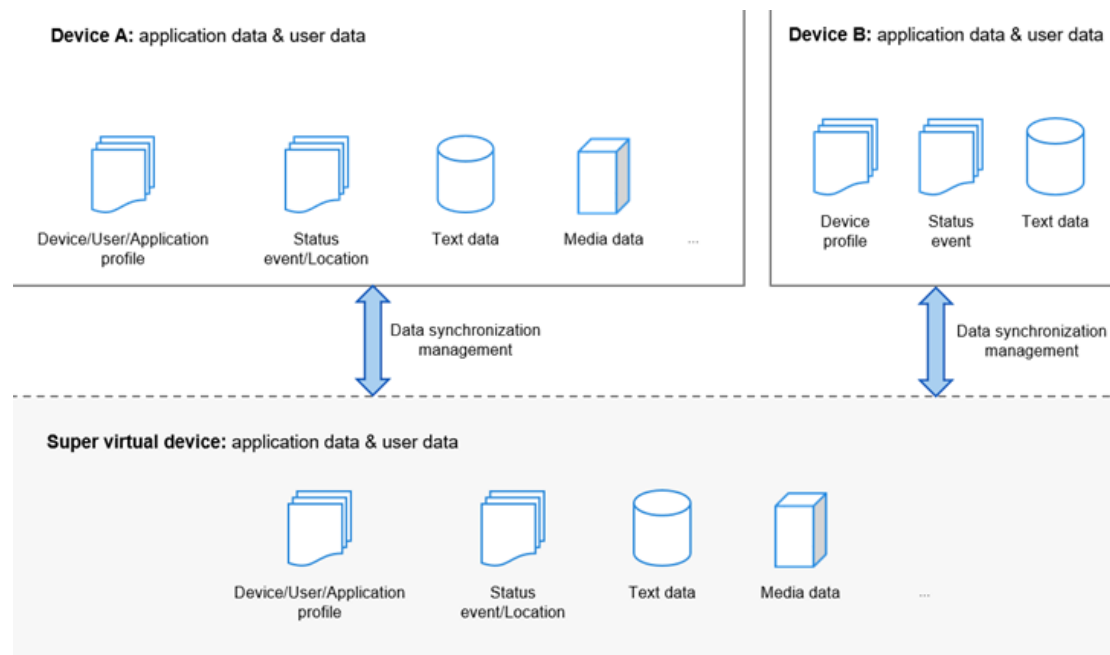 Device A: application data & user data
Device/User/Application
profile
Status
event/Location
Text data
Media data
...
Device B: application data & user data
Device
profile
Status
event
Text data
Data synchronization
management
Data synchronization
management
Super virtual device: application data & user data
Device/User/Application
profile
Status
event/Location
Text data
Media data
...